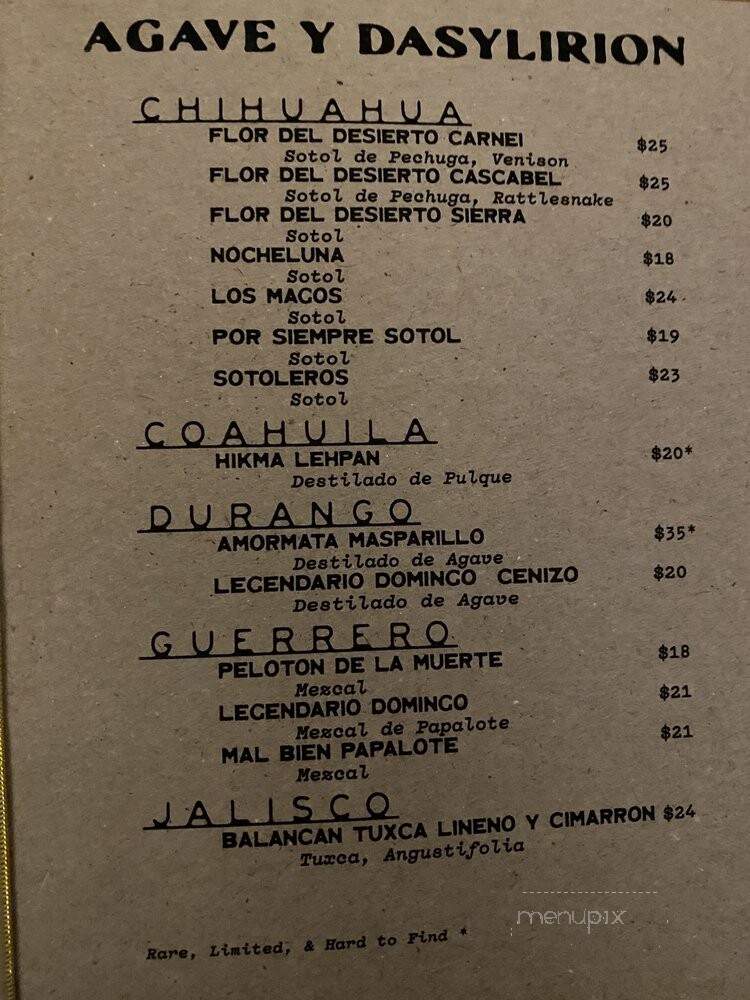 AGAVE Y DASYLIRION
CHIHUAHUA
FLOR DEL DESIERTO CARNEI $25
Sotol de Pechuga, Venison
FLOR DEL DESIERTO CASCABEL $25
Sotol de Pechuga, Rattlesnake
FLOR DEL DESIERTO SIERRA $20
Sotol
NOCHELUNA $18
Sotol
LOS MAGOS $24
Sotol
POR SIEMPRE SOTOL $19
Sotol
SOTOLEROS $23
Sotol
COAHUILA
HIKMA LEHPAN $20*
Destilado de Pulque
DURANGO
AMORMATA MASPARILLO $35*
Destilado de Agave
LEGENDARIO DOMINGO CENIZO $20
Destilado de Agave
GUERRERO
PELOTON DE LA MUERTE $18
Mezcal
LEGENDARIO DOMINGO $21
Mezcal de Papalote
MAL BIEN PAPALOTE $21
Mezcal
JALISCO
BALANCAN TUXCA LINENO Y CIMARRON $24
Tuxca, Angustifolia
menupix
Rare, Limited, & Hard to Find *